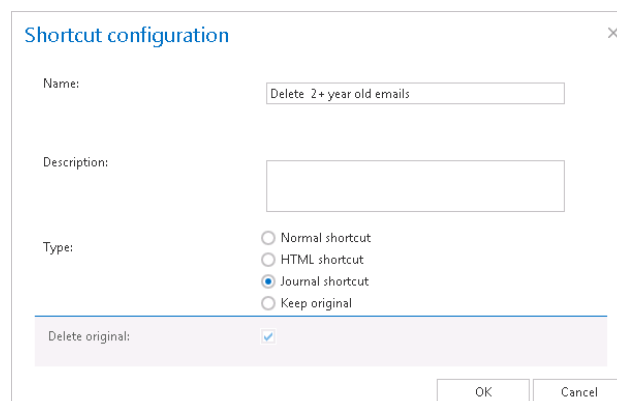 Shortcut configuration
Name:
Delete  2+ year old emails
Description:
Type:
Normal shortcut
HTML shortcut
Journal shortcut
Keep original
Delete original:
OK
Cancel